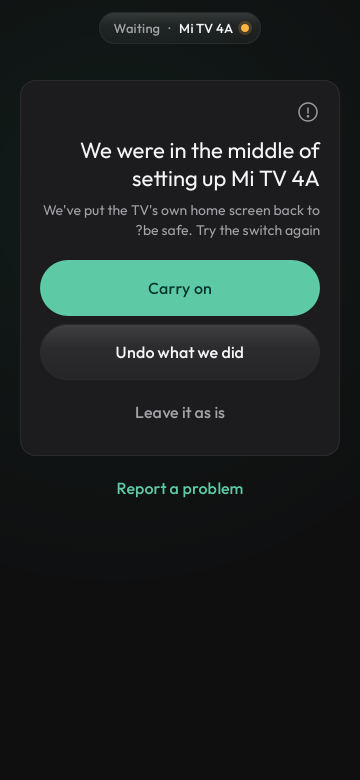 Waiting · Mi TV 4A
We were in the middle of
setting up Mi TV 4A
We've put the TV's own home screen back to
?be safe. Try the switch again
Carry on
Undo what we did
Leave it as is
Report a problem